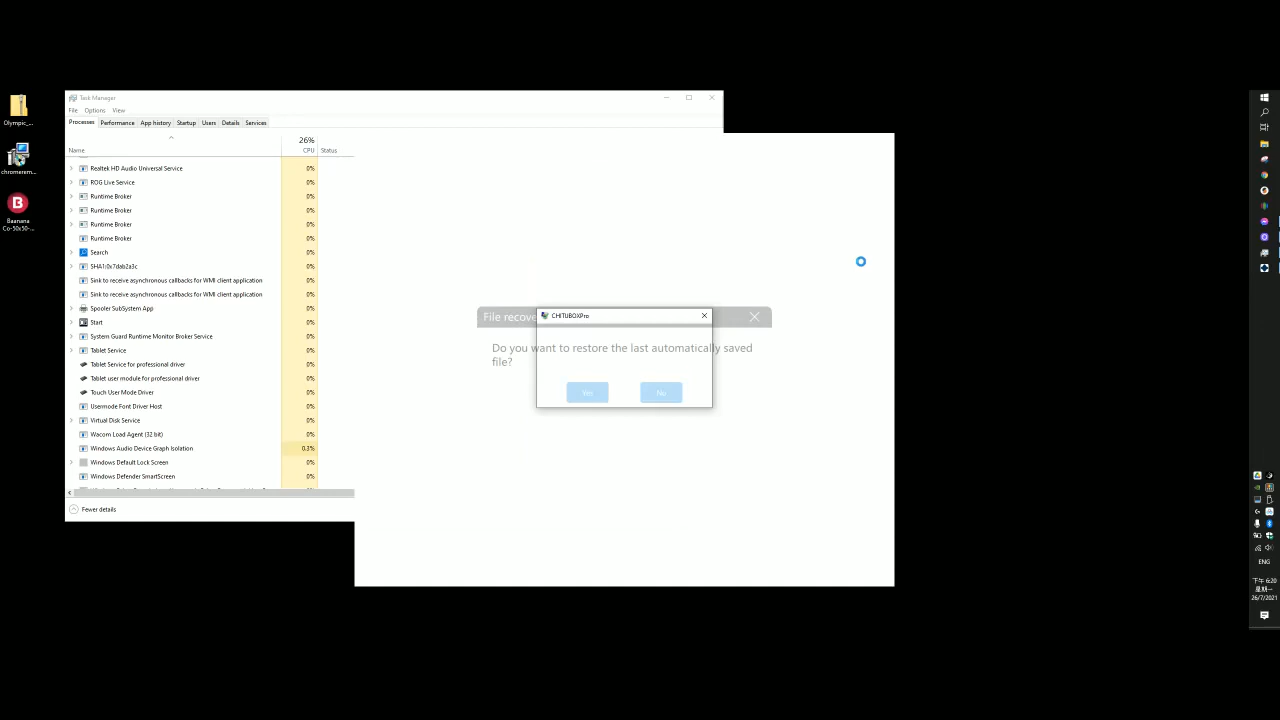 Olympic_...
chromerem...
Baanana
Co-50x50-...
Task Manager
File Options View
Processes Performance App history Startup Users Details Services
26%
Name CPU Status
Realtek HD Audio Universal Service 0%
ROG Live Service 0%
Runtime Broker 0%
Runtime Broker 0%
Runtime Broker 0%
Runtime Broker 0%
Search 0%
SHA1:0x7dab2a3c 0%
Sink to receive asynchronous callbacks for WMI client application 0%
Sink to receive asynchronous callbacks for WMI client application 0%
Spooler SubSystem App 0%
Start 0%
System Guard Runtime Monitor Broker Service 0%
Tablet Service 0%
Tablet Service for professional driver 0%
Tablet user module for professional driver 0%
Touch User Mode Driver 0%
Usermode Font Driver Host 0%
Virtual Disk Service 0%
Wacom Load Agent (32 bit) 0%
Windows Audio Device Graph Isolation 0.3%
Windows Default Lock Screen 0%
Windows Defender SmartScreen 0%
Fewer details
File recove
CHITUBOXPro
Do you want to restore the last automatically saved
file?
Yes No
ENG
下午 6:20
星期一
26/7/2021